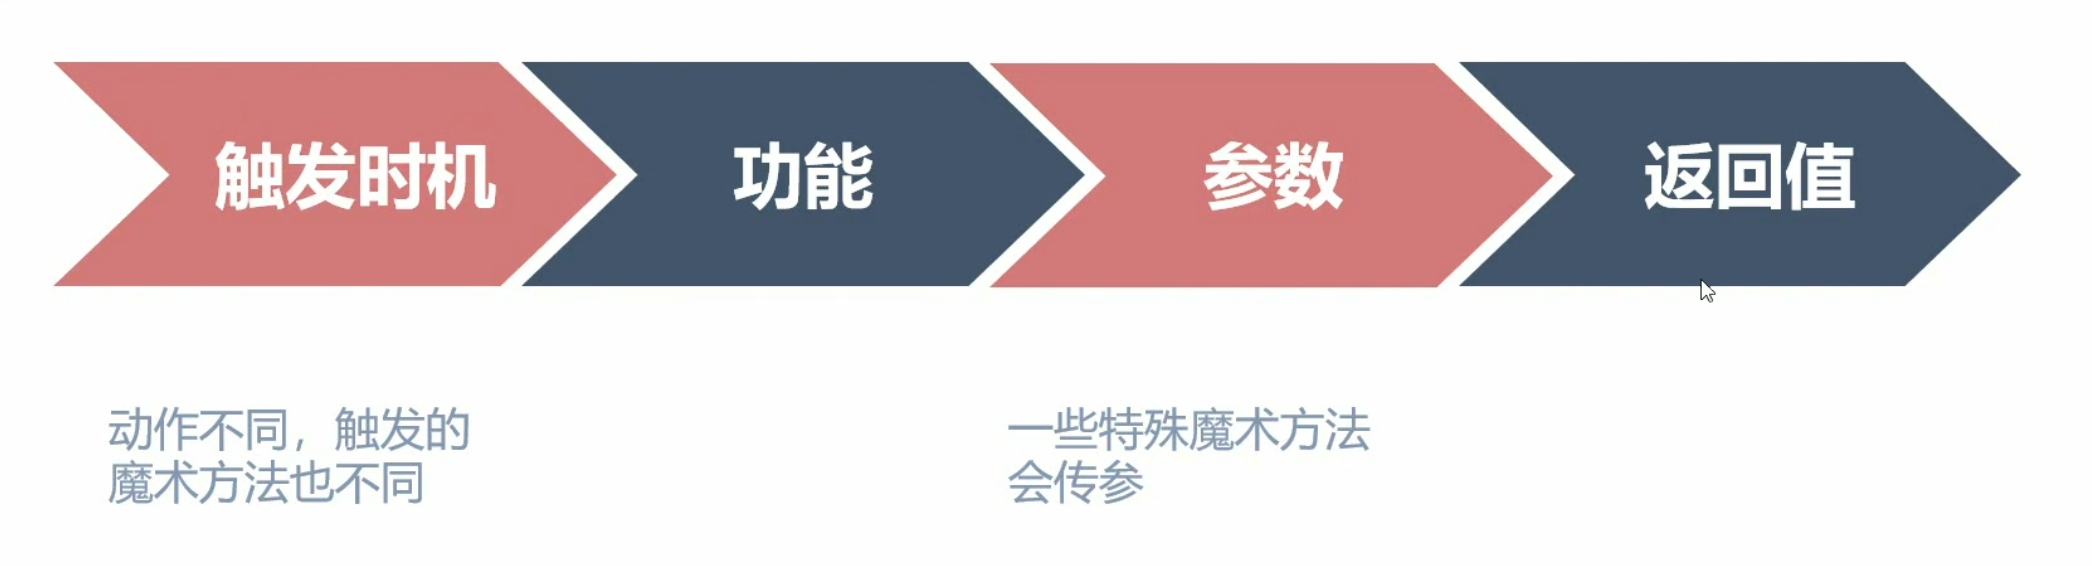 触发时机
功能
参数
返回值
动作不同，触发的
魔术方法也不同
一些特殊魔术方法
会传参